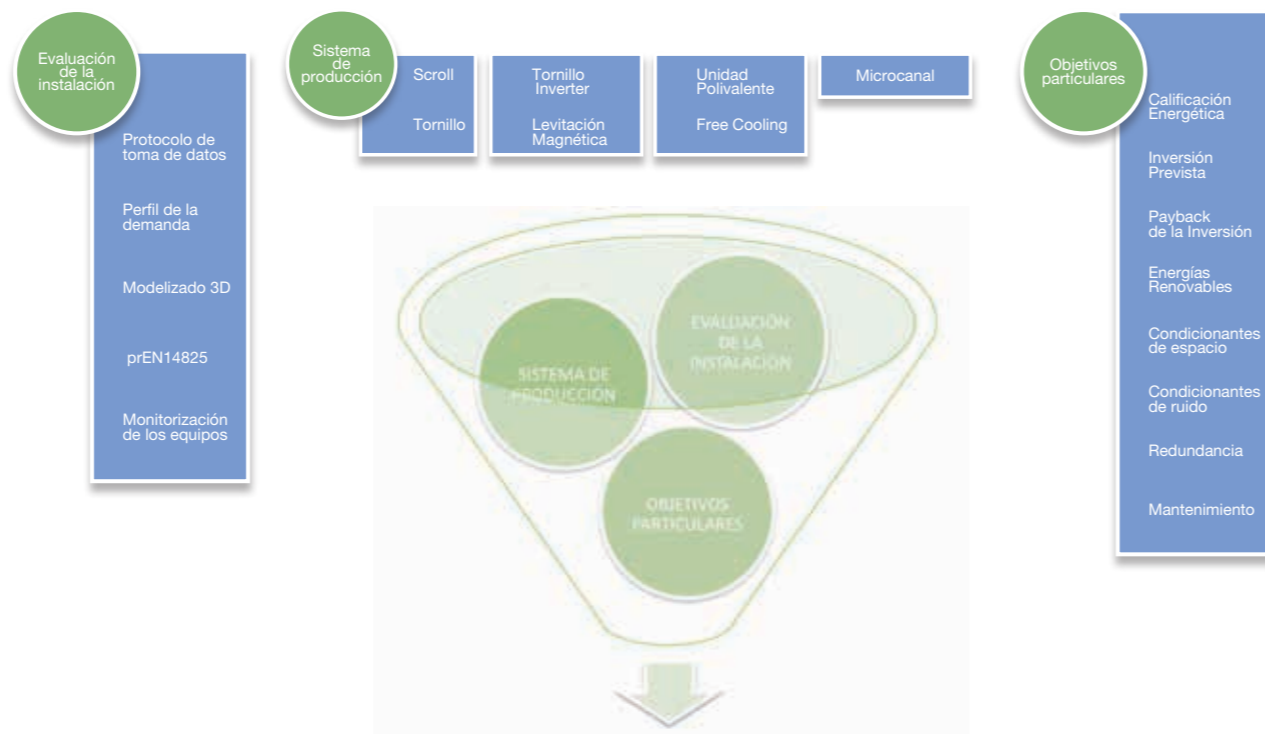 Evaluación
de la
instalación
Protocolo de
toma de datos
Perfil de la
demanda
Modelizado 3D
prEN14825
Monitorización
de los equipos
Sistema
de
producción
Scroll
Tornillo
Tornillo
Inverter
Levitación
Magnética
Unidad
Polivalente
Free Cooling
Microcanal
Objetivos
particulares
Calificación
Energética
Inversión
Prevista
Payback
de la Inversión
Energías
Renovables
Condicionantes
de espacio
Condicionantes
de ruido
Redundancia
Mantenimiento
EVALUACIÓN
DE LA
INSTALACIÓN
SISTEMA DE
PRODUCCIÓN
OBJETIVOS
PARTICULARES